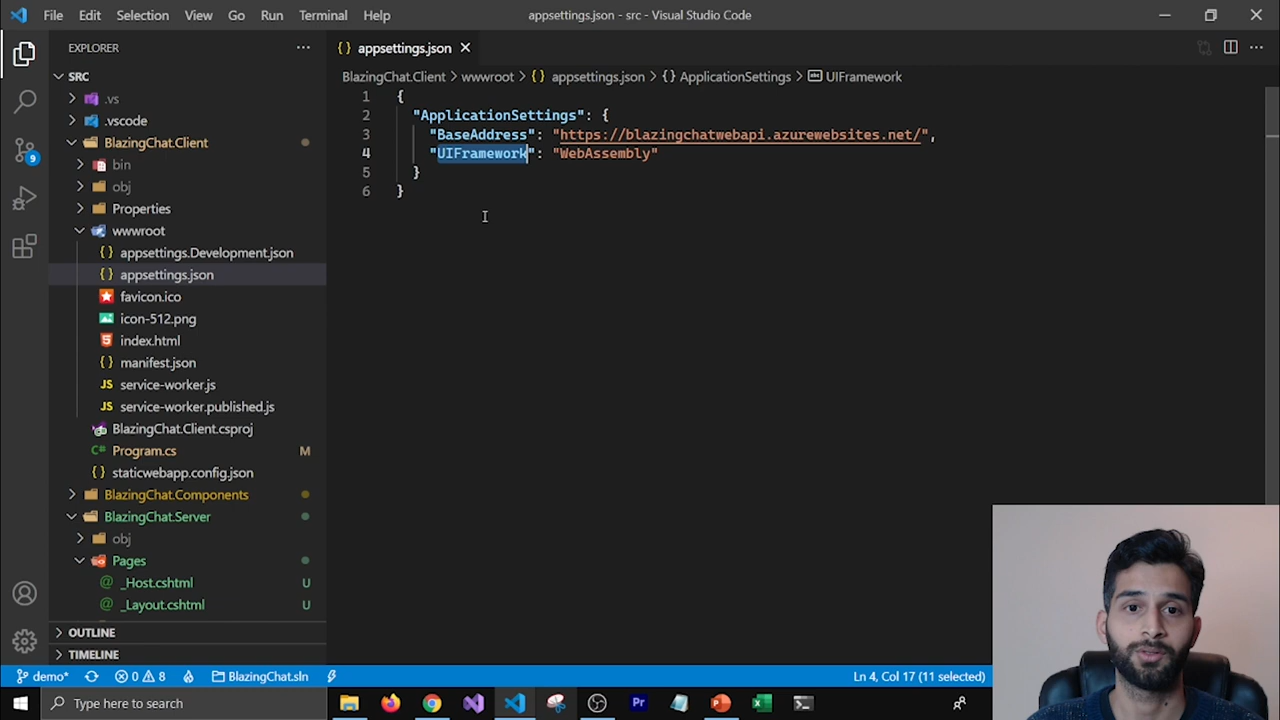 File Edit Selection View Go Run Terminal Help
appsettings.json - src - Visual Studio Code
EXPLORER
SRC
.vs
.vscode
BlazingChat.Client
bin
obj
Properties
wwwroot
appsettings.Development.json
appsettings.json
favicon.ico
icon-512.png
index.html
manifest.json
service-worker.js
service-worker.published.js
BlazingChat.Client.csproj
Program.cs M
staticwebapp.config.json
BlazingChat.Components
BlazingChat.Server
obj
Pages
_Host.cshtml U
_Layout.cshtml U
OUTLINE
TIMELINE
9
appsettings.json
BlazingChat.Client > wwwroot > {} appsettings.json > {} ApplicationSettings > UIFramework
1 {
2 "ApplicationSettings": {
3 "BaseAddress": "https://blazingchatwebapi.azurewebsites.net/",
4 "UIFramework": "WebAssembly"
5 }
6 }
demo* 0 8 BlazingChat.sln Ln 4, Col 17 (11 selected)
Type here to search